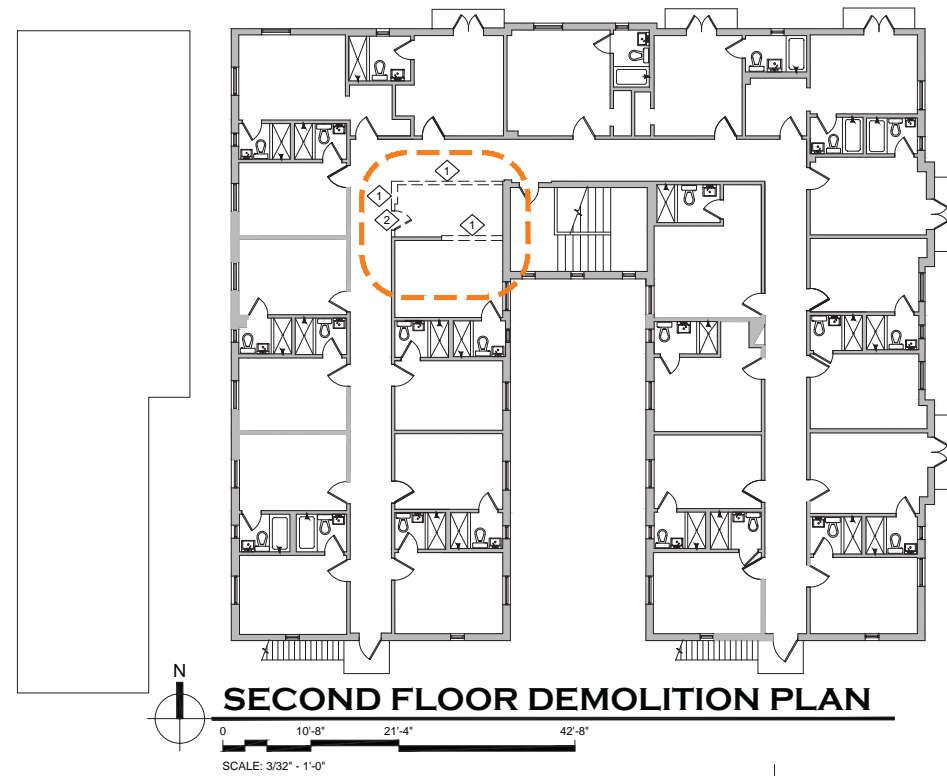 1
1
2
1
N
SECOND FLOOR DEMOLITION PLAN
0 10'-8" 21'-4" 42'-8"
SCALE: 3/32" - 1'-0"